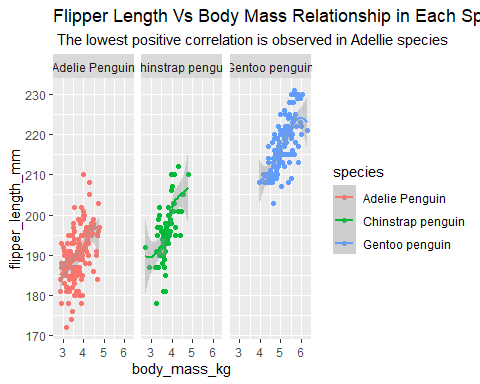 Flipper Length Vs Body Mass Relationship in Each Sp
The lowest positive correlation is observed in Adellie species
Adelie Penguin hinstrap pengu Gentoo penguin
230
220
210
200
190
180
170
flipper_length_mm
3 4 5 6 3 4 5 6 3 4 5 6
body_mass_kg
species
Adelie Penguin
Chinstrap penguin
Gentoo penguin